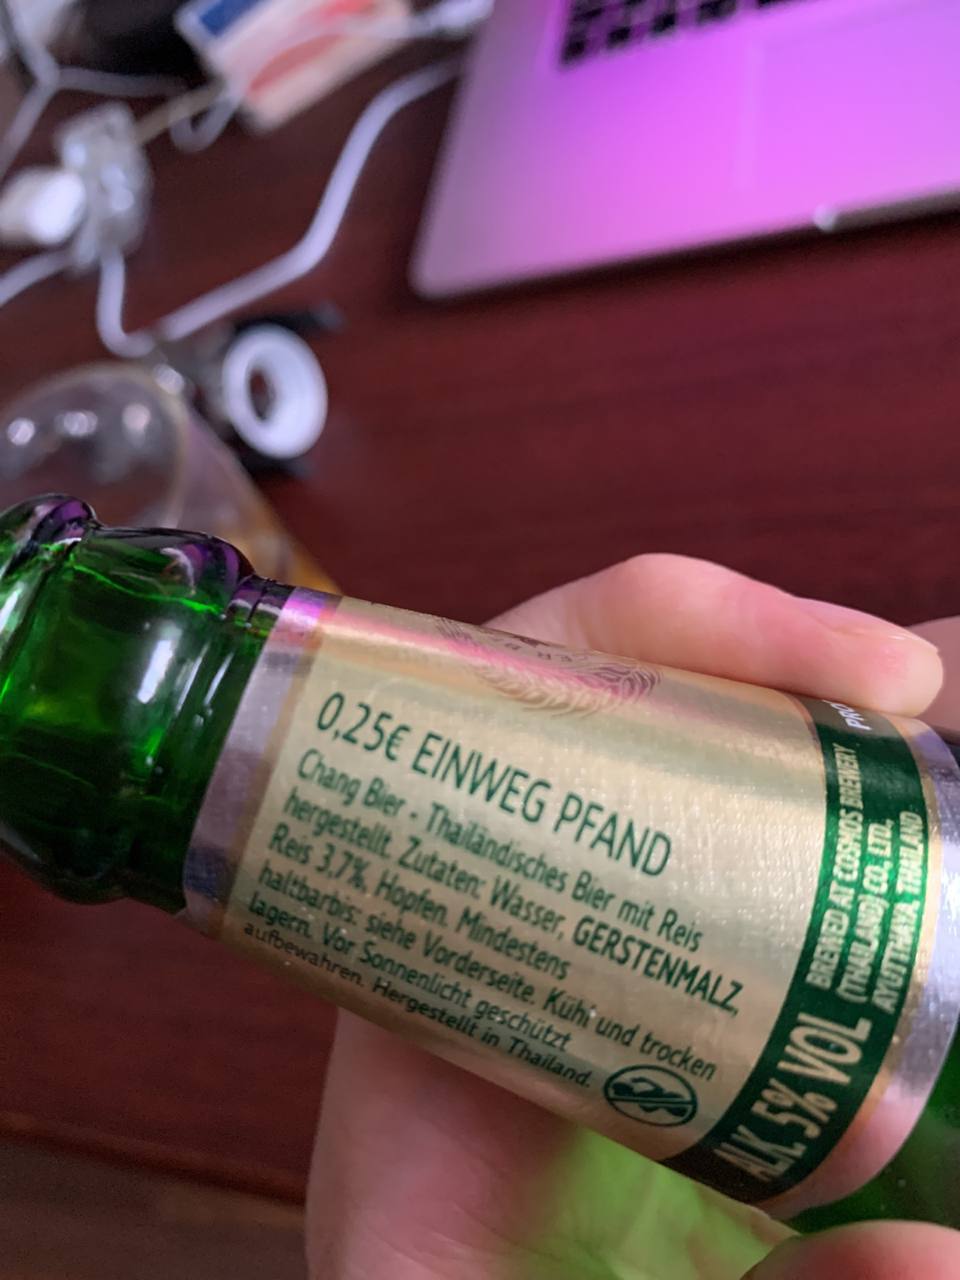 0,25€ EINWEG PFAND
Chang Bier - Thailändisches Bier mit Reis
hergestellt. Zutaten: Wasser, GERSTENMALZ,
Reis 3,7%, Hopfen. Mindestens
haltbarbis: siehe Vorderseite. Kühl und trocken
lagern. Vor Sonnenlicht geschützt
aufbewahren. Hergestellt in Thailand.
ALK. 5% VOL
BREWED AT COSMOS BREWERY
(THAILAND) CO., LTD.,
AYUTTHAYA, THAILAND
PRO